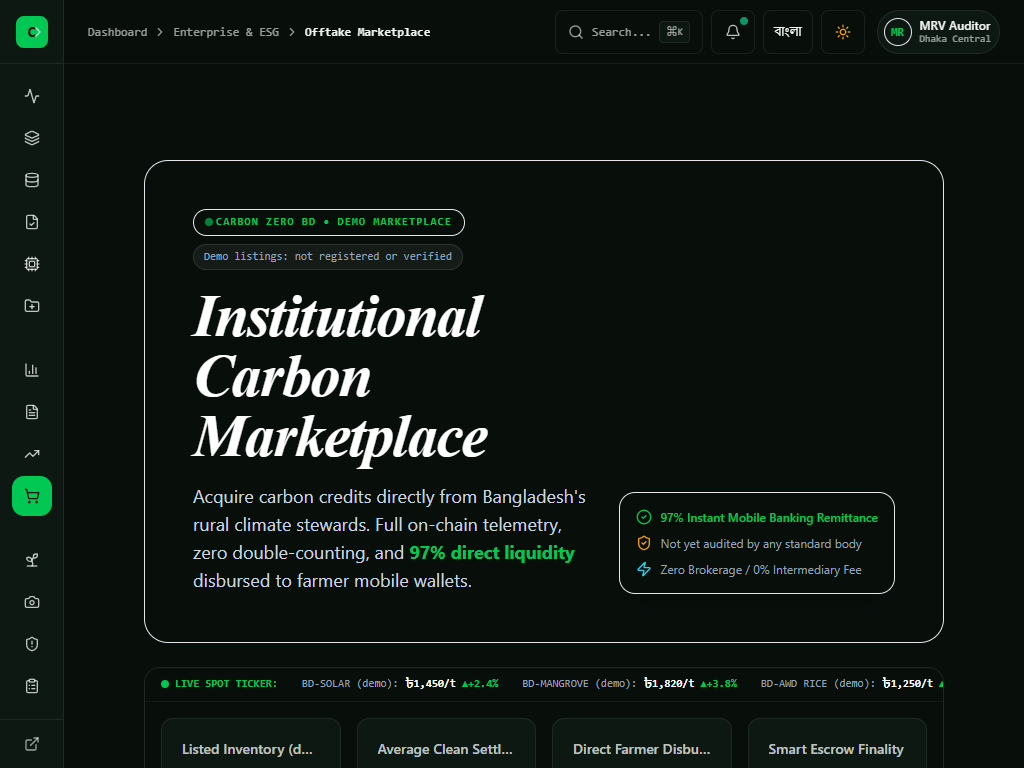 C
Dashboard > Enterprise & ESG > Offtake Marketplace
Search... ⌘K
বাংলা
MR
MRV Auditor
Dhaka Central
CARBON ZERO BD • DEMO MARKETPLACE
Demo listings: not registered or verified
Institutional
Carbon
Marketplace
Acquire carbon credits directly from Bangladesh's
rural climate stewards. Full on-chain telemetry,
zero double-counting, and 97% direct liquidity
disbursed to farmer mobile wallets.
97% Instant Mobile Banking Remittance
Not yet audited by any standard body
Zero Brokerage / 0% Intermediary Fee
LIVE SPOT TICKER: BD-SOLAR (demo): ৳1,450/t ▲+2.4% BD-MANGROVE (demo): ৳1,820/t ▲+3.8% BD-AWD RICE (demo): ৳1,250/t
Listed Inventory (d... Average Clean Settl... Direct Farmer Disbu... Smart Escrow Finality